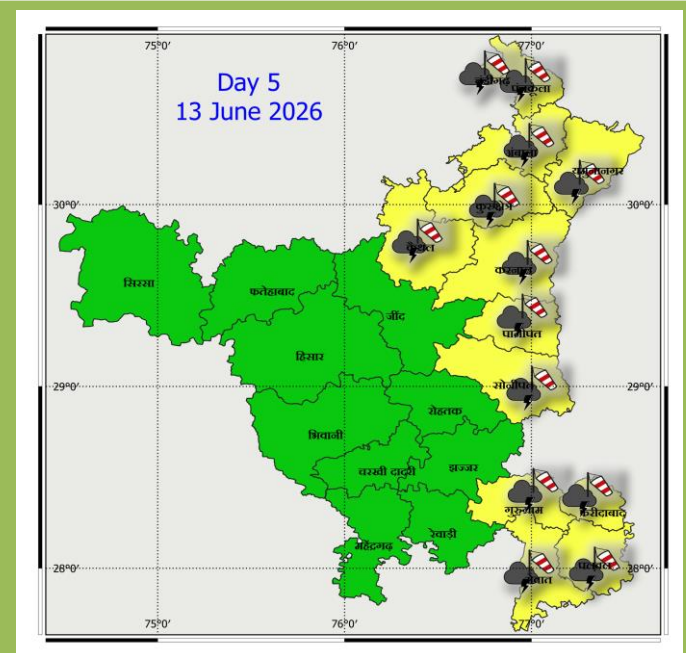 75°0′ 76°0′ 77°0′
Day 5
13 June 2026
चंडीगढ़
पंचकूला
अंबाला
यमुनानगर
30°0′ 30°0′
कुरुक्षेत्र
कैथल
करनाल
सिरसा
फतेहाबाद
जींद
पानीपत
हिसार
29°0′ 29°0′
सोनीपत
रोहतक
भिवानी
चरखी दादरी
झज्जर
गुरुग्राम
फरीदाबाद
रेवाड़ी
महेंद्रगढ़
28°0′ 28°0′
पलवल
75°0′ 76°0′ 77°0′